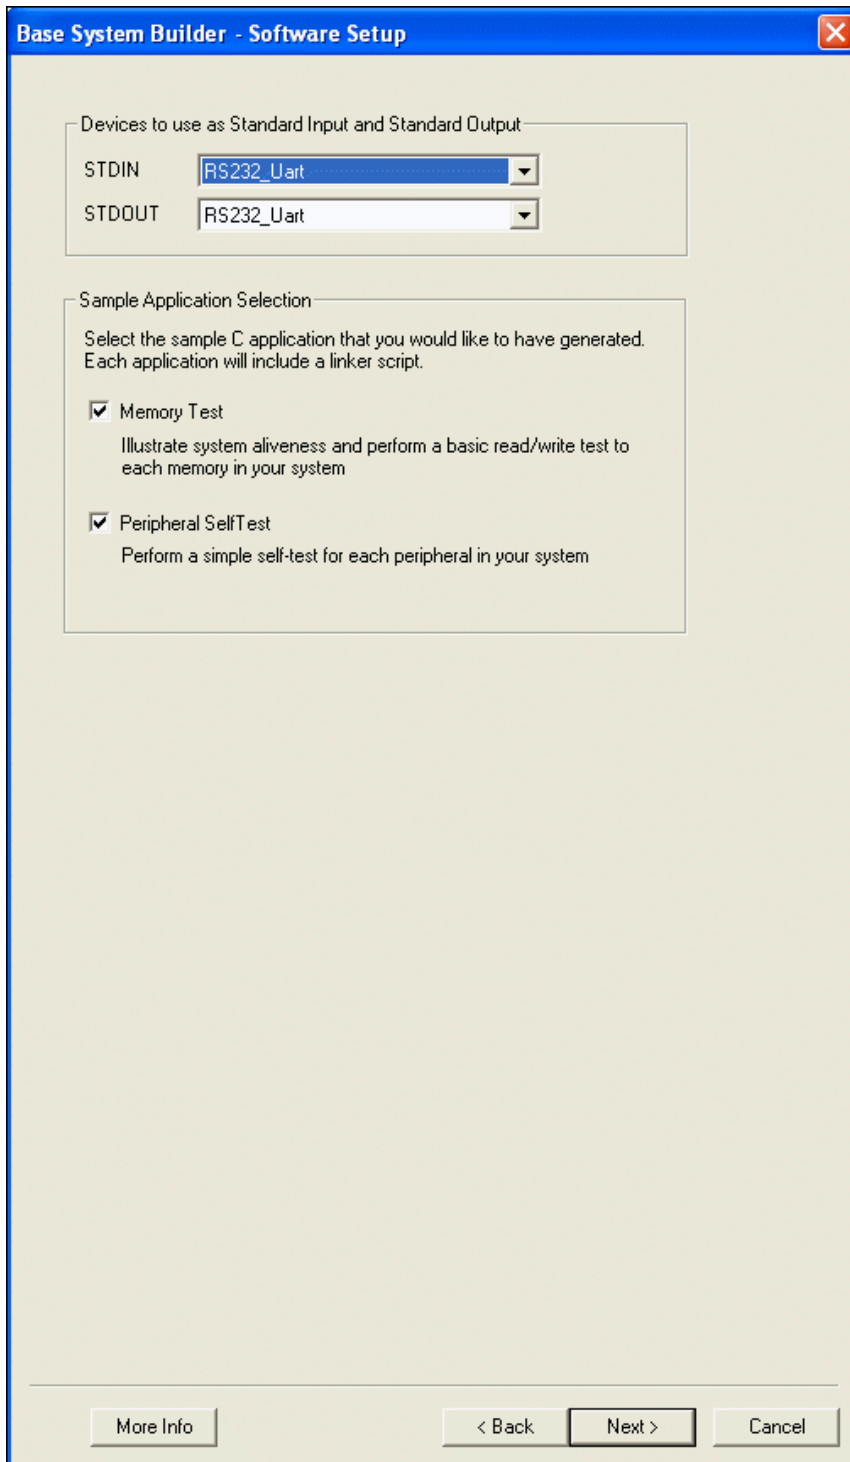 Base System Builder - Software Setup
Devices to use as Standard Input and Standard Output
STDIN RS232_Uart
STDOUT RS232_Uart
Sample Application Selection
Select the sample C application that you would like to have generated.
Each application will include a linker script.
Memory Test
Illustrate system aliveness and perform a basic read/write test to
each memory in your system
Peripheral SelfTest
Perform a simple self-test for each peripheral in your system
More Info < Back Next > Cancel